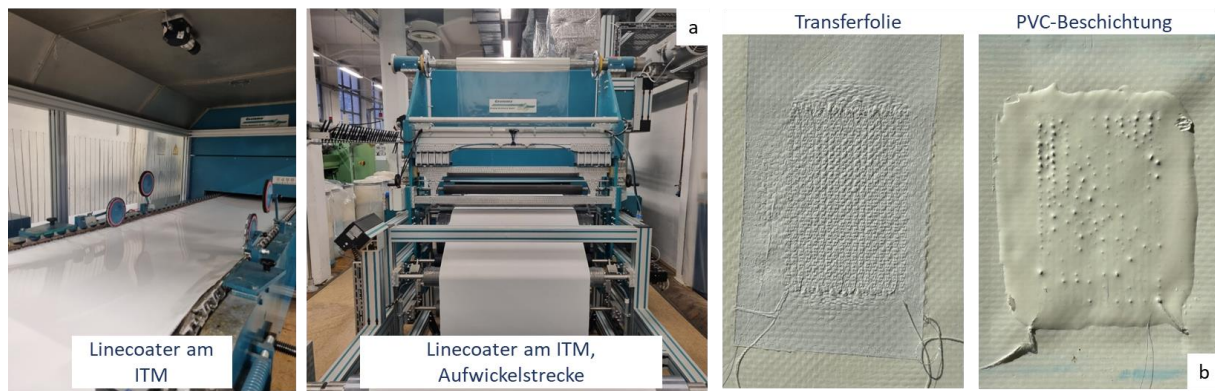 Linecoater am
ITM
a
Linecoater am ITM,
Aufwickelstrecke
Transferfolie
PVC-Beschichtung
b